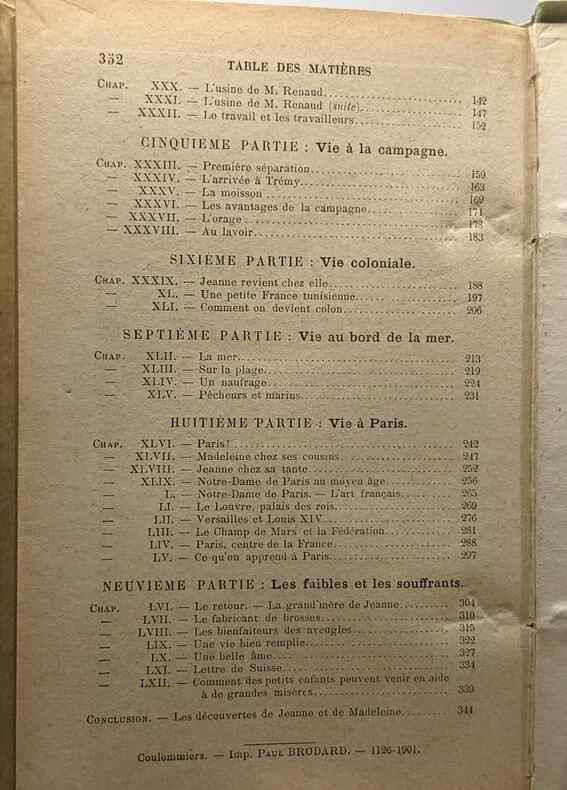 352
TABLE DES MATIÈRES
CHAP. XXX. — L'usine de M. Renaud. 142
— XXXI. — L'usine de M. Renaud (suite). 147
— XXXII. — Le travail et les travailleurs. 152
CINQUIÈME PARTIE : Vie à la campagne.
CHAP. XXXIII. — Première séparation. 159
— XXXIV. — L'arrivée à Trémy. 163
— XXXV. — La moisson. 169
— XXXVI. — Les avantages de la campagne. 171
— XXXVII. — L'orage. 178
— XXXVIII. — Au lavoir. 183
SIXIÈME PARTIE : Vie coloniale.
CHAP. XXXIX. — Jeanne revient chez elle. 188
— XL. — Une petite France tunisienne. 197
— XLI. — Comment on devient colon. 206
SEPTIÈME PARTIE : Vie au bord de la mer.
CHAP. XLII. — La mer. 213
— XLIII. — Sur la plage. 219
— XLIV. — Un naufrage. 224
— XLV. — Pêcheurs et marins. 231
HUITIÈME PARTIE : Vie à Paris.
CHAP. XLVI. — Paris! 242
— XLVII. — Madeleine chez ses cousins. 247
— XLVIII. — Jeanne chez sa tante. 252
— XLIX. — Notre-Dame de Paris au moyen âge. 256
— L. — Notre-Dame de Paris. — L'art français. 265
— LI. — Le Louvre, palais des rois. 269
— LII. — Versailles et Louis XIV. 276
— LIII. — Le Champ de Mars et la Fédération. 281
— LIV. — Paris, centre de la France. 288
— LV. — Ce qu'on apprend à Paris. 297
NEUVIÈME PARTIE : Les faibles et les souffrants.
CHAP. LVI. — Le retour. — La grand'mère de Jeanne. 304
— LVII. — Le fabricant de brosses. 310
— LVIII. — Les bienfaiteurs des aveugles. 315
— LIX. — Une vie bien remplie. 322
— LX. — Une belle âme. 327
— LXI. — Lettre de Suisse. 334
— LXII. — Comment des petits enfants peuvent venir en aide
à de grandes misères. 339
CONCLUSION. — Les découvertes de Jeanne et de Madeleine. 344
Coulommiers. — Imp. PAUL BRODARD. — 1126-1901.